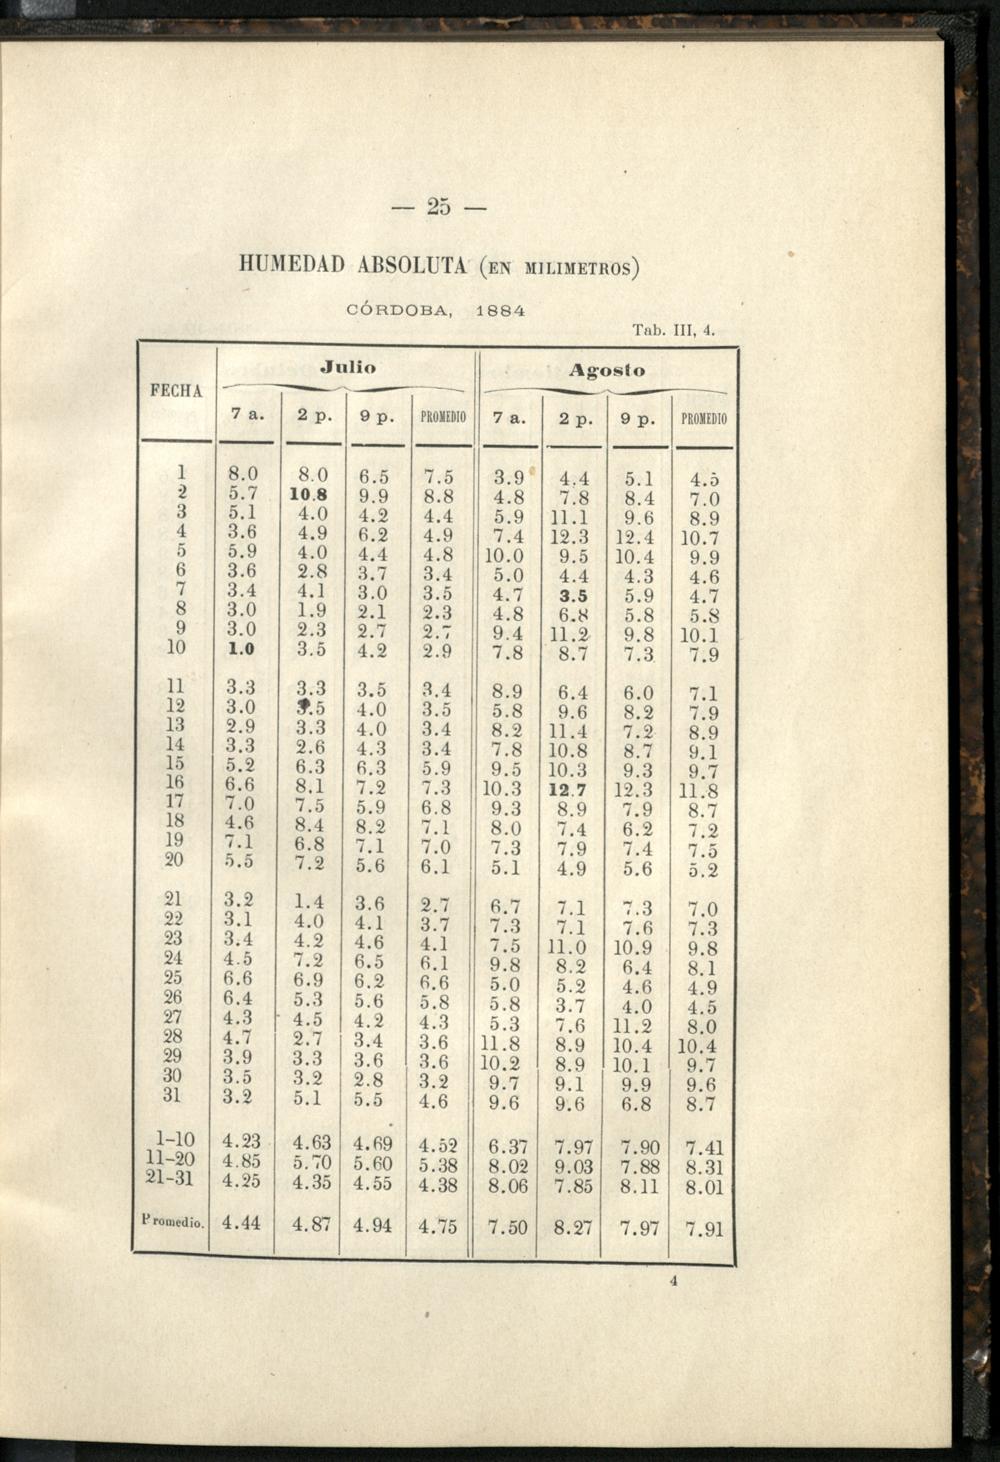 — 25 —
HUMEDAD ABSOLUTA (EN MILIMETROS)
CÓRDOBA, 1884
Tab. III, 4.
FECHA Julio Agosto
7 a. 2 p. 9 p. PROMEDIO 7 a. 2 p. 9 p. PROMEDIO
1 8.0 8.0 6.5 7.5 3.9 4.4 5.1 4.5
2 5.7 10.8 9.9 8.8 4.8 7.8 8.4 7.0
3 5.1 4.0 4.2 4.4 5.9 11.1 9.6 8.9
4 3.6 4.9 6.2 4.9 7.4 12.3 12.4 10.7
5 5.9 4.0 4.4 4.8 10.0 9.5 10.4 9.9
6 3.6 2.8 3.7 3.4 5.0 4.4 4.3 4.6
7 3.4 4.1 3.0 3.5 4.7 3.5 5.9 4.7
8 3.0 1.9 2.1 2.3 4.8 6.8 5.8 5.8
9 3.0 2.3 2.7 2.7 9.4 11.2 9.8 10.1
10 1.0 3.5 4.2 2.9 7.8 8.7 7.3 7.9
11 3.3 3.3 3.5 3.4 8.9 6.4 6.0 7.1
12 3.0 3.5 4.0 3.5 5.8 9.6 8.2 7.9
13 2.9 3.3 4.0 3.4 8.2 11.4 7.2 8.9
14 3.3 2.6 4.3 3.4 7.8 10.8 8.7 9.1
15 5.2 6.3 6.3 5.9 9.5 10.3 9.3 9.7
16 6.6 8.1 7.2 7.3 10.3 12.7 12.3 11.8
17 7.0 7.5 5.9 6.8 9.3 8.9 7.9 8.7
18 4.6 8.4 8.2 7.1 8.0 7.4 6.2 7.2
19 7.1 6.8 7.1 7.0 7.3 7.9 7.4 7.5
20 5.5 7.2 5.6 6.1 5.1 4.9 5.6 5.2
21 3.2 1.4 3.6 2.7 6.7 7.1 7.3 7.0
22 3.1 4.0 4.1 3.7 7.3 7.1 7.6 7.3
23 3.4 4.2 4.6 4.1 7.5 11.0 10.9 9.8
24 4.5 7.2 6.5 6.1 9.8 8.2 6.4 8.1
25 6.6 6.9 6.2 6.6 5.0 5.2 4.6 4.9
26 6.4 5.3 5.6 5.8 5.8 3.7 4.0 4.5
27 4.3 4.5 4.2 4.3 5.3 7.6 11.2 8.0
28 4.7 2.7 3.4 3.6 11.8 8.9 10.4 10.4
29 3.9 3.3 3.6 3.6 10.2 8.9 10.1 9.7
30 3.5 3.2 2.8 3.2 9.7 9.1 9.9 9.6
31 3.2 5.1 5.5 4.6 9.6 9.6 6.8 8.7
1-10 4.23 4.63 4.69 4.52 6.37 7.97 7.90 7.41
11-20 4.85 5.70 5.60 5.38 8.02 9.03 7.88 8.31
21-31 4.25 4.35 4.55 4.38 8.06 7.85 8.11 8.01
Promedio. 4.44 4.87 4.94 4.75 7.50 8.27 7.97 7.91
4